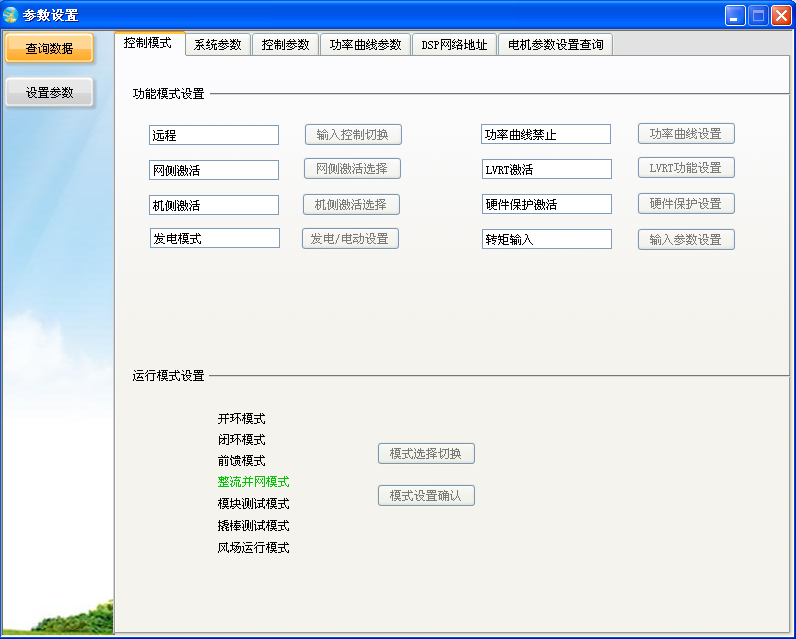 参数设置
查询数据
设置参数
控制模式 系统参数 控制参数 功率曲线参数 DSP网络地址 电机参数设置查询
功能模式设置
远程 输入控制切换 功率曲线禁止 功率曲线设置
网侧激活 网侧激活选择 LVRT激活 LVRT功能设置
机侧激活 机侧激活选择 硬件保护激活 硬件保护设置
发电模式 发电/电动设置 转矩输入 输入参数设置
运行模式设置
开环模式
闭环模式
前馈模式
整流并网模式
模块测试模式
撬棒测试模式
风场运行模式
模式选择切换
模式设置确认